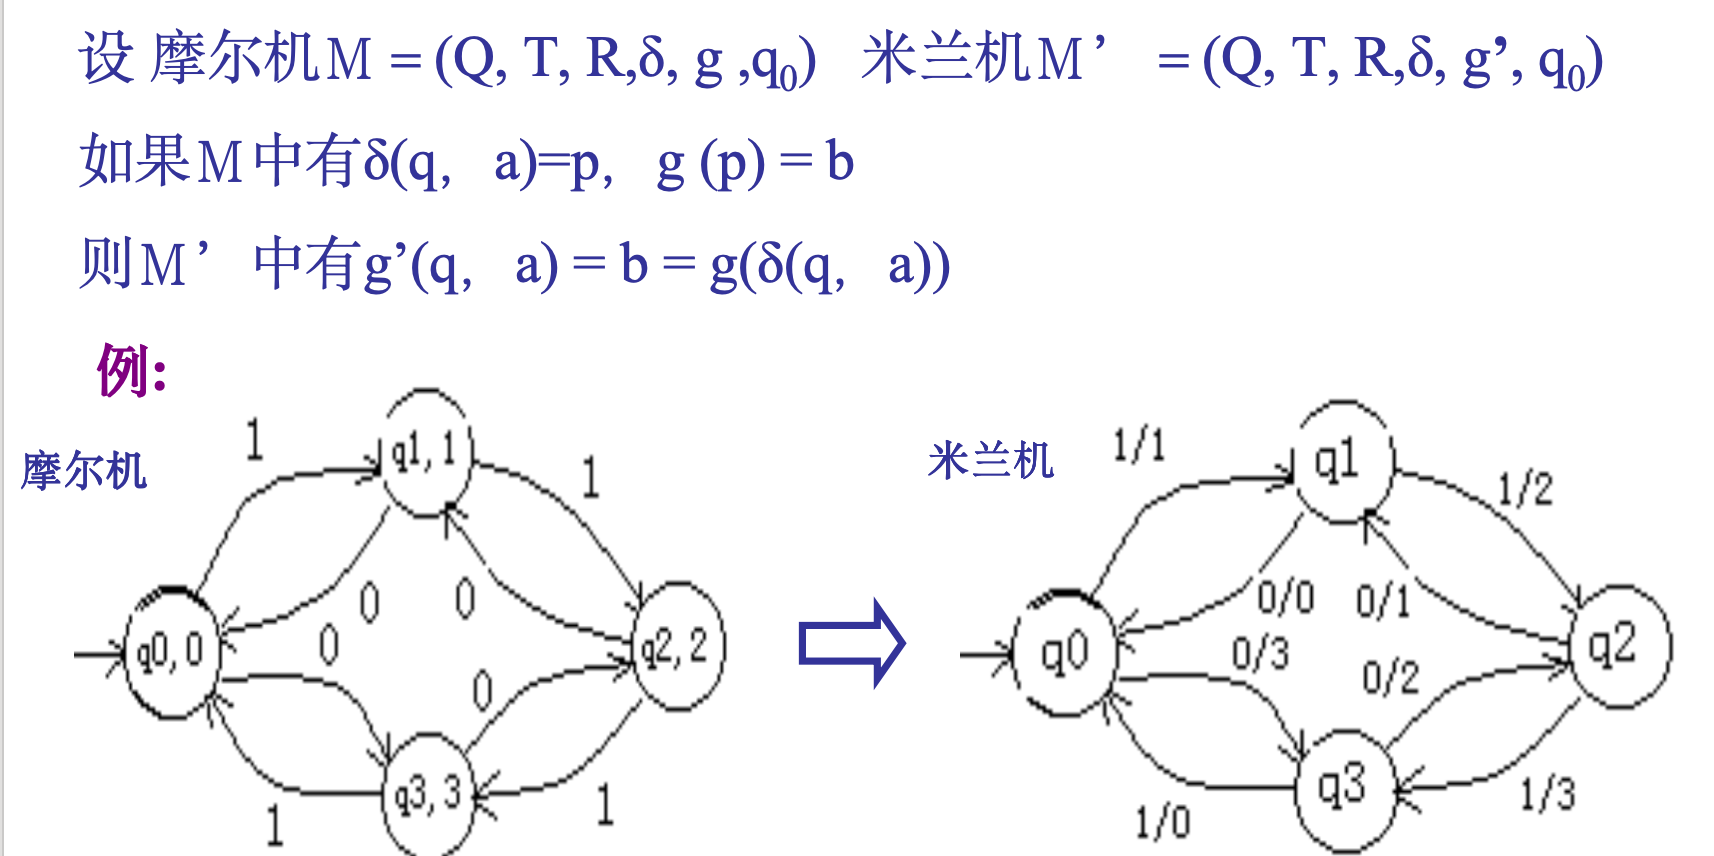 设 摩尔机M = (Q, T, R,δ, g ,q₀) 米兰机M’ = (Q, T, R,δ, g’, q₀)
如果M中有δ(q, a)=p, g (p) = b
则M’ 中有g’(q, a) = b = g(δ(q, a))
例:
摩尔机
1
q1,1
1
0
0
q0,0
0
q2,2
0
q3,3
1
1
米兰机
1/1
q1
1/2
0/0
0/1
q0
0/3
q2
0/2
q3
1/0
1/3